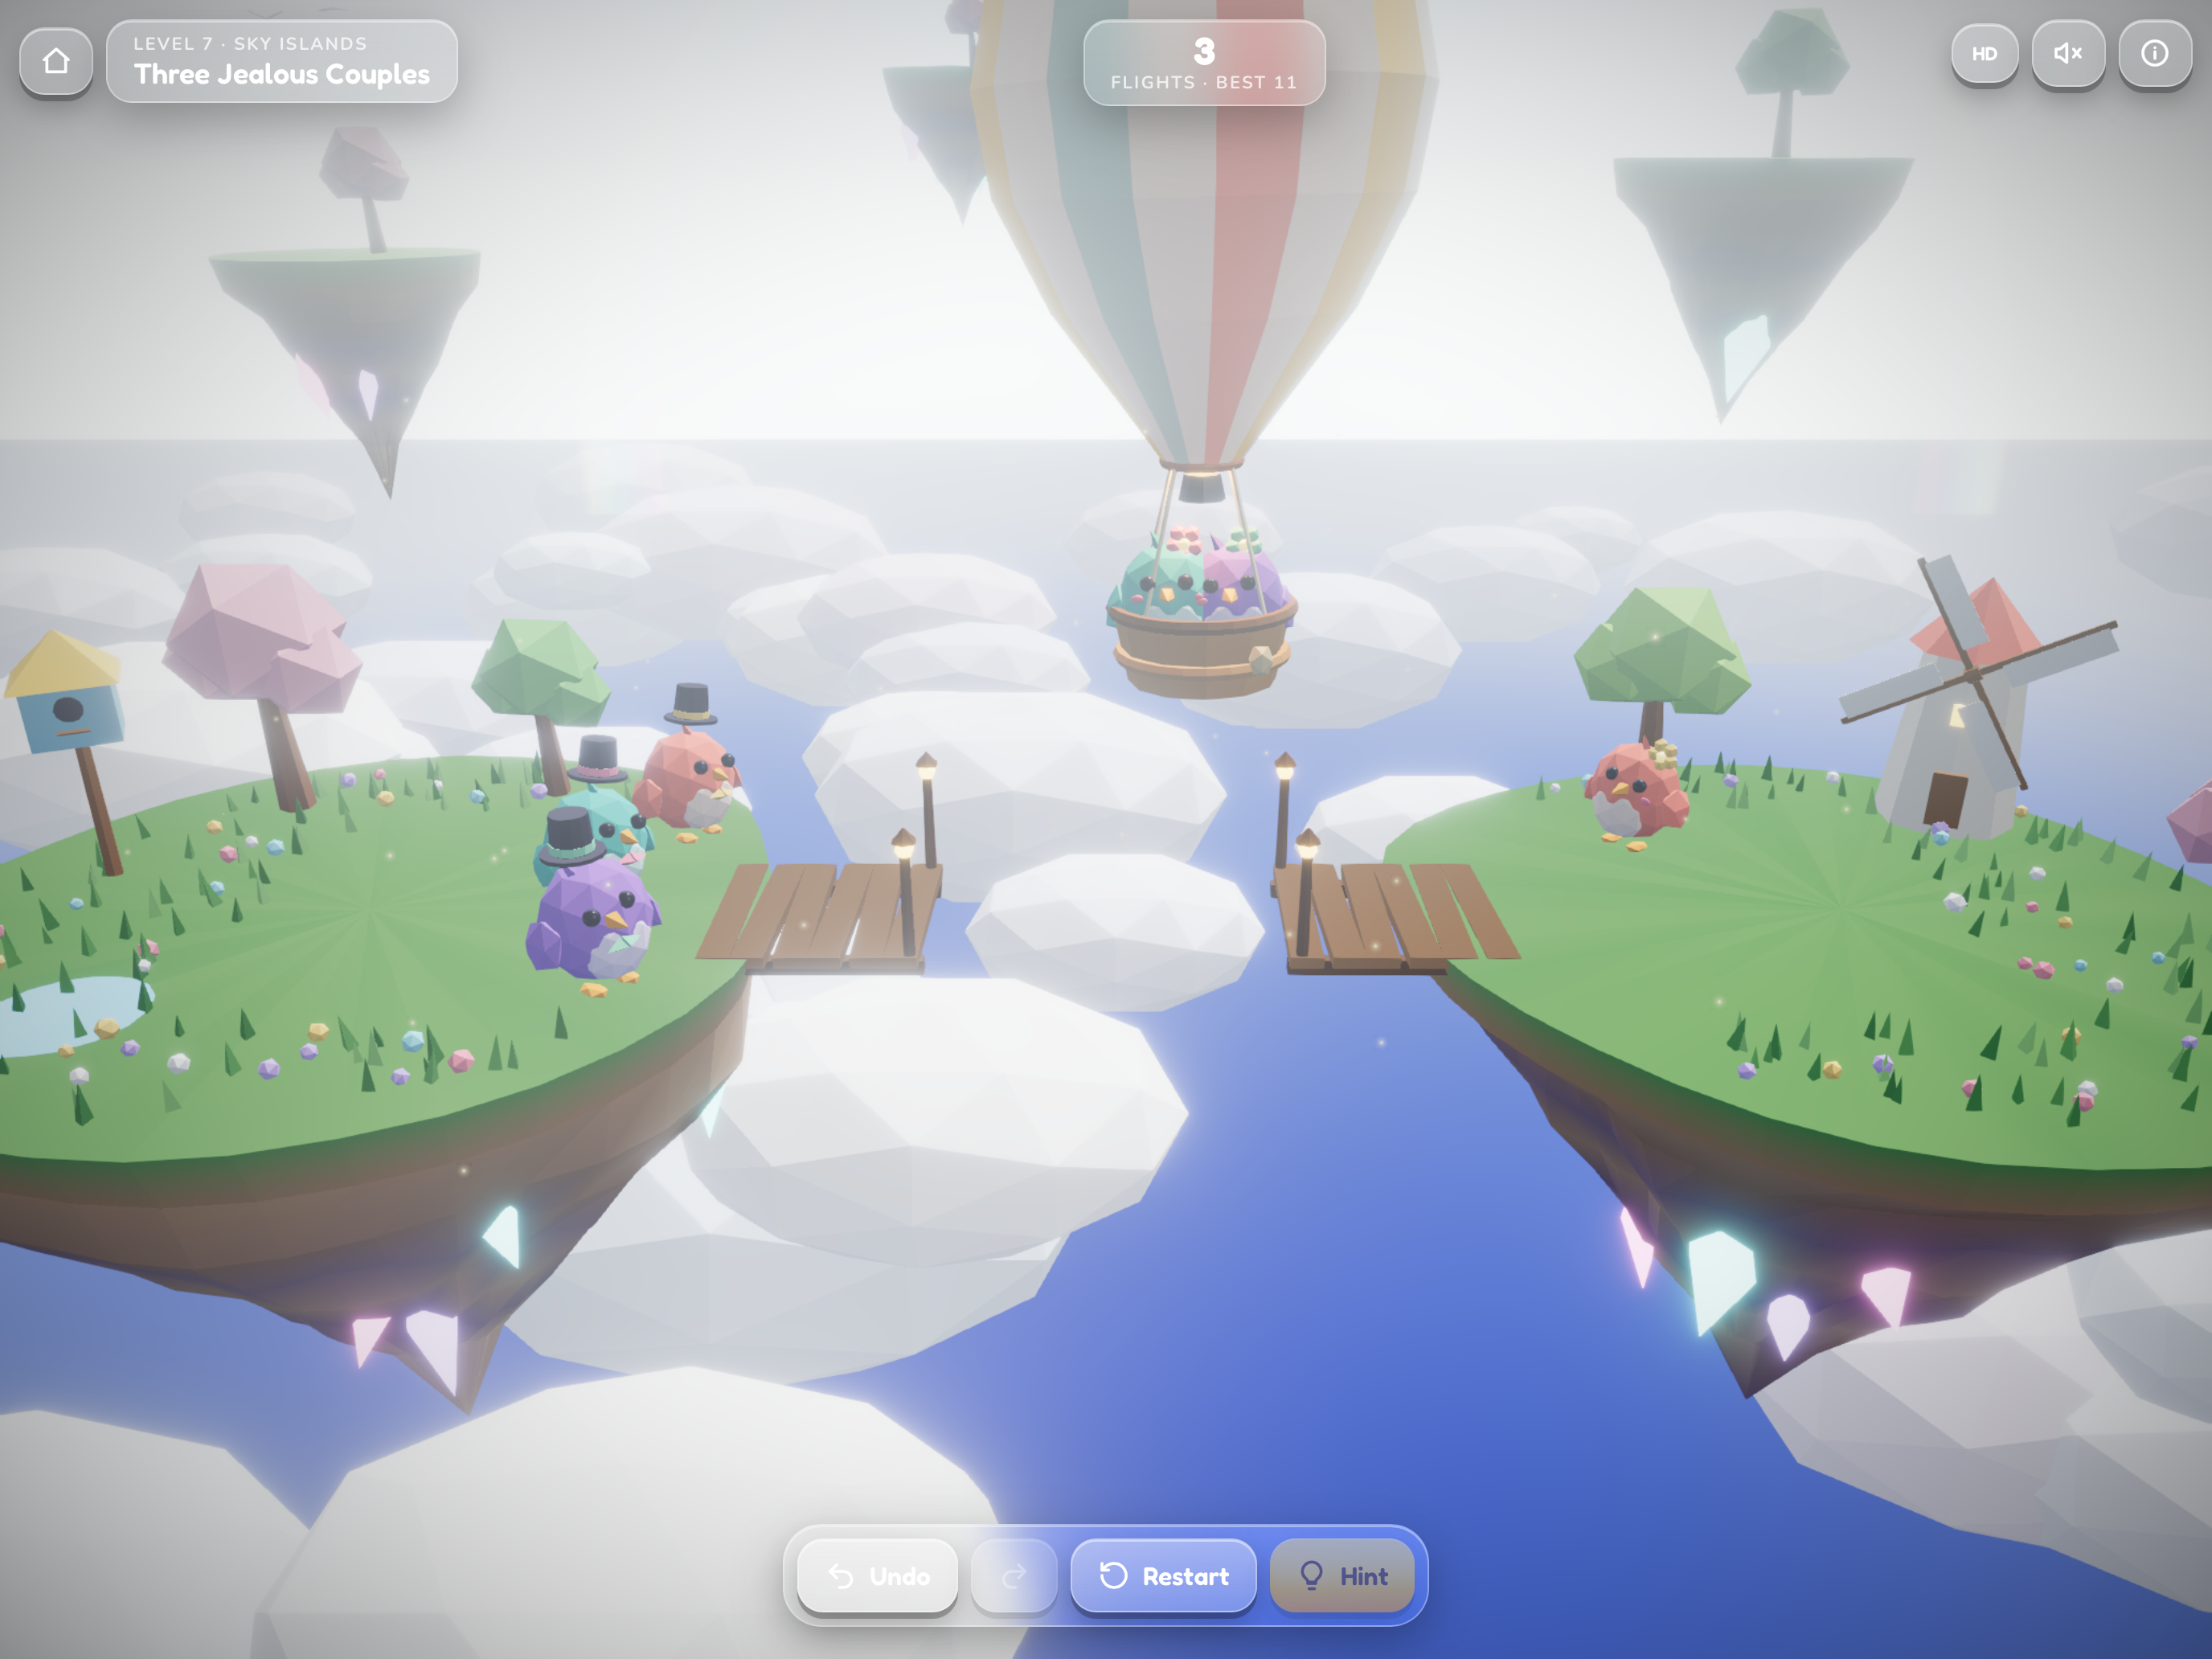 LEVEL 7 · SKY ISLANDS
Three Jealous Couples
3
FLIGHTS · BEST 11
HD
Undo
Restart
Hint